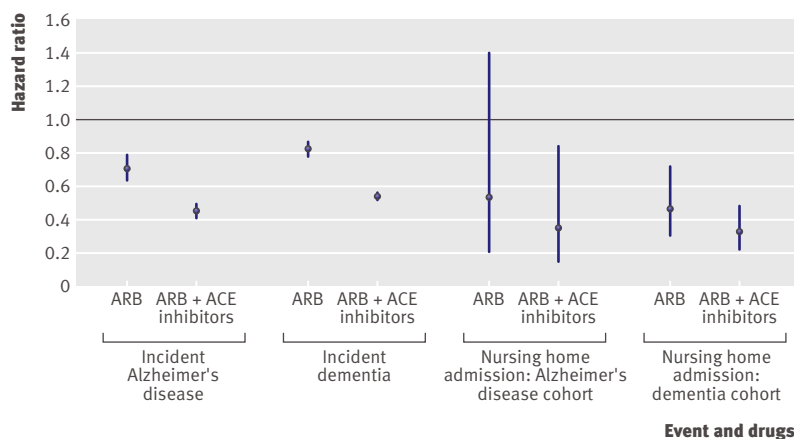 Hazard ratio
1.6
1.4
1.2
1.0
0.8
0.6
0.4
0.2
0
ARB
ARB + ACE
inhibitors
ARB
ARB + ACE
inhibitors
ARB
ARB + ACE
inhibitors
ARB
ARB + ACE
inhibitors
Incident
Alzheimer's
disease
Incident
dementia
Nursing home
admission: Alzheimer's
disease cohort
Nursing home
admission:
dementia cohort
Event and drugs